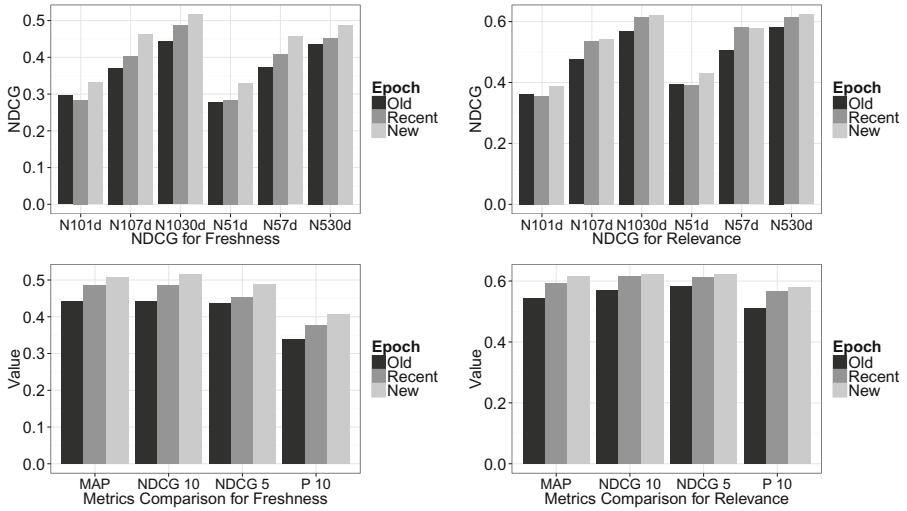 NDCG
0.5
0.4
0.3
0.2
0.1
0.0
N101d N107d N1030d N51d N57d N530d
NDCG for Freshness
Epoch
Old
Recent
New
NDCG
0.6
0.4
0.2
0.0
N101d N107d N1030d N51d N57d N530d
NDCG for Relevance
Epoch
Old
Recent
New
Value
0.5
0.4
0.3
0.2
0.1
0.0
MAP NDCG 10 NDCG 5 P 10
Metrics Comparison for Freshness
Epoch
Old
Recent
New
Value
0.6
0.4
0.2
0.0
MAP NDCG 10 NDCG 5 P 10
Metrics Comparison for Relevance
Epoch
Old
Recent
New